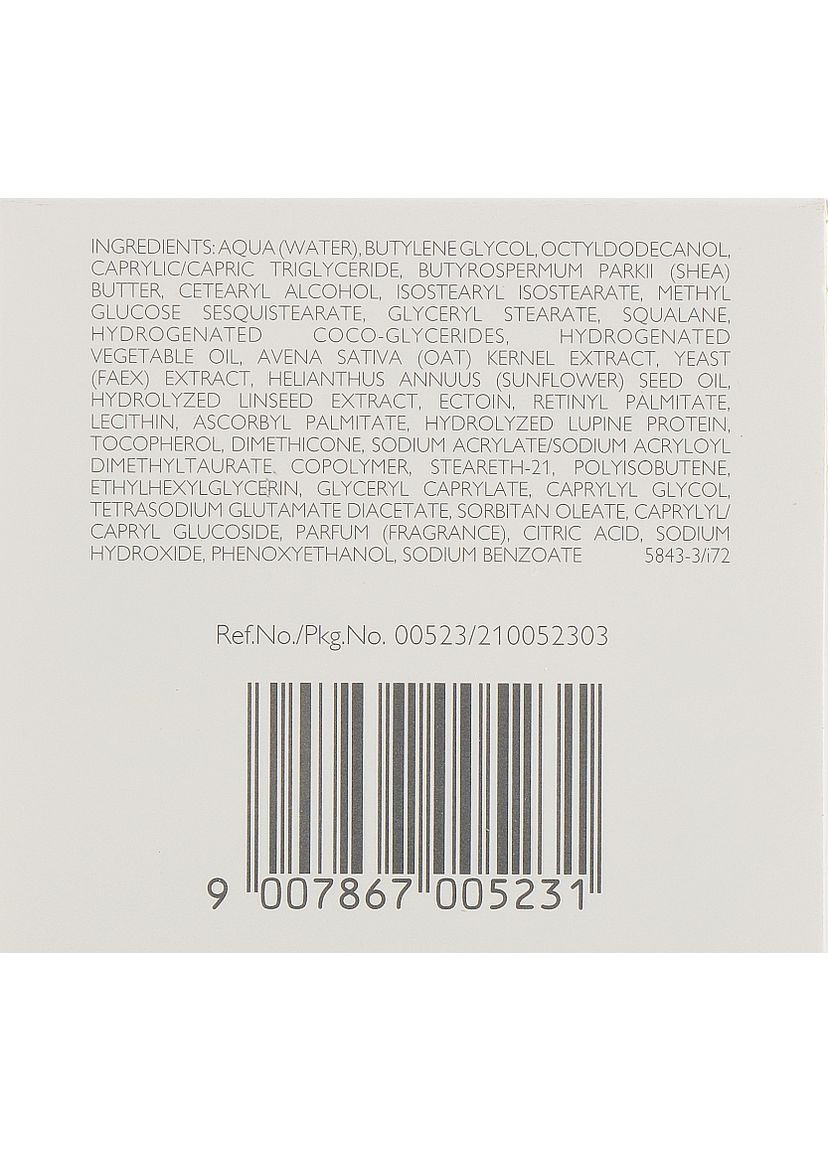 INGREDIENTS: AQUA (WATER), BUTYLENE GLYCOL, OCTYLDODECANOL,
CAPRYLIC/CAPRIC TRIGLYCERIDE, BUTYROSPERMUM PARKII (SHEA)
BUTTER, CETEARYL ALCOHOL, ISOSTEARYL ISOSTEARATE, METHYL
GLUCOSE SESQUISTEARATE, GLYCERYL STEARATE, SQUALANE,
HYDROGENATED COCO-GLYCERIDES, HYDROGENATED
VEGETABLE OIL, AVENA SATIVA (OAT) KERNEL EXTRACT, YEAST
(FAEX) EXTRACT, HELIANTHUS ANNUUS (SUNFLOWER) SEED OIL,
HYDROLYZED LINSEED EXTRACT, ECTOIN, RETINYL PALMITATE,
LECITHIN, ASCORBYL PALMITATE, HYDROLYZED LUPINE PROTEIN,
TOCOPHEROL, DIMETHICONE, SODIUM ACRYLATE/SODIUM ACRYLOYL
DIMETHYLTAURATE COPOLYMER, STEARETH-21, POLYISOBUTENE,
ETHYLHEXYLGLYCERIN, GLYCERYL CAPRYLATE, CAPRYLYL GLYCOL,
TETRASODIUM GLUTAMATE DIACETATE, SORBITAN OLEATE, CAPRYLYL/
CAPRYL GLUCOSIDE, PARFUM (FRAGRANCE), CITRIC ACID, SODIUM
HYDROXIDE, PHENOXYETHANOL, SODIUM BENZOATE 5843-3/i72
Ref.No./Pkg.No. 00523/210052303
9 007867 005231